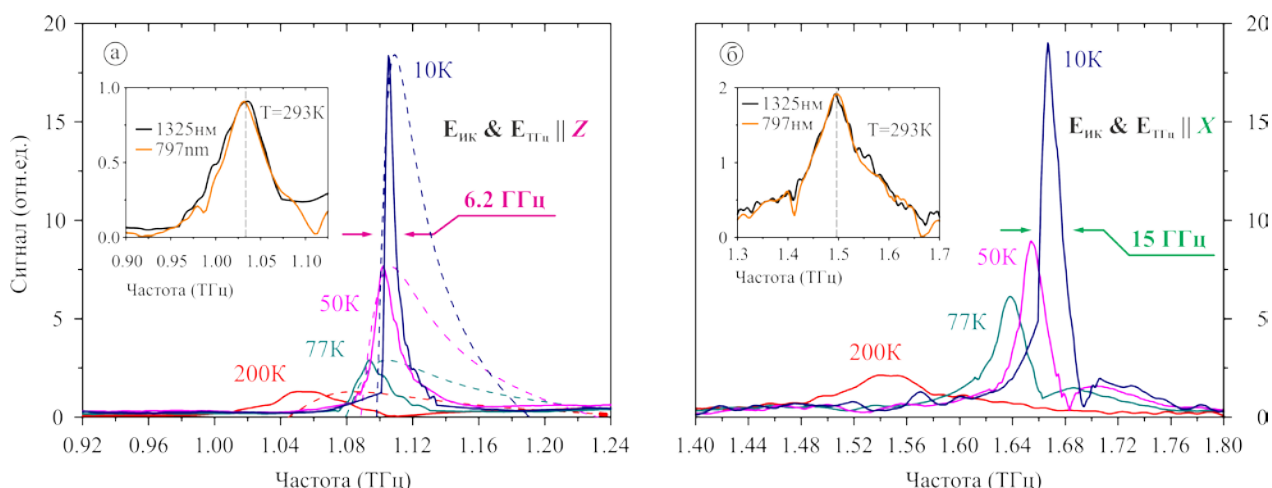 Сигнал (отн.ед.)
20
15
10
5
0
0.92 0.96 1.00 1.04 1.08 1.12 1.16 1.20 1.24
Частота (ТГц)
а
10K
50K
77K
200K
E ИК & E ТГц || Z
6.2 ГГц
1.0
0.5
0.0
0.90 0.95 1.00 1.05 1.10
Частота (ТГц)
1325нм
797nm
T=293K
б
10K
50K
77K
200K
E ИК & E ТГц || X
15 ГГц
2
1
0
1.3 1.4 1.5 1.6 1.7
Частота (ТГц)
1325нм
797нм
T=293K
20
15
10
5
0
1.40 1.44 1.48 1.52 1.56 1.60 1.64 1.68 1.72 1.76 1.80
Частота (ТГц)